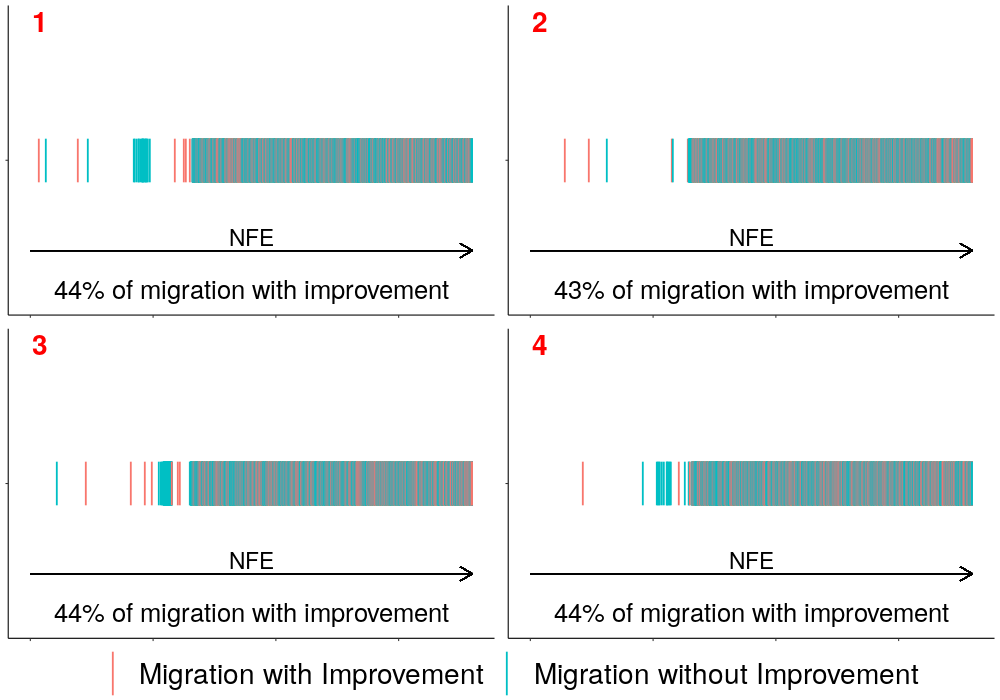 1
NFE
44% of migration with improvement
2
NFE
43% of migration with improvement
3
NFE
44% of migration with improvement
4
NFE
44% of migration with improvement
Migration with Improvement
Migration without Improvement